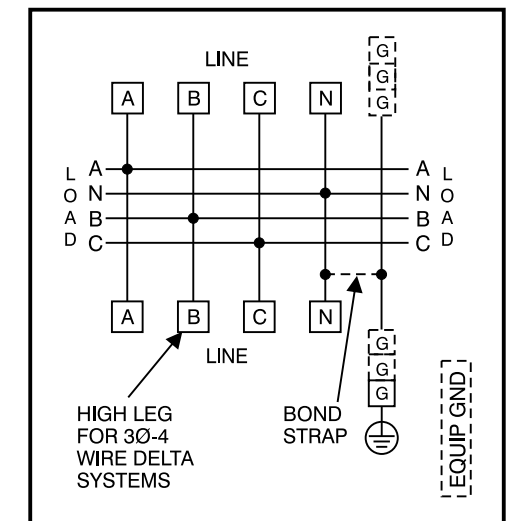 LINE
A B C N
G
G
G
L O A D
A
N
B
C
A
N
B
C
L O A D
A B C N
LINE
G
G
G
HIGH LEG
FOR 3Ø-4
WIRE DELTA
SYSTEMS
BOND
STRAP
EQUIP GND